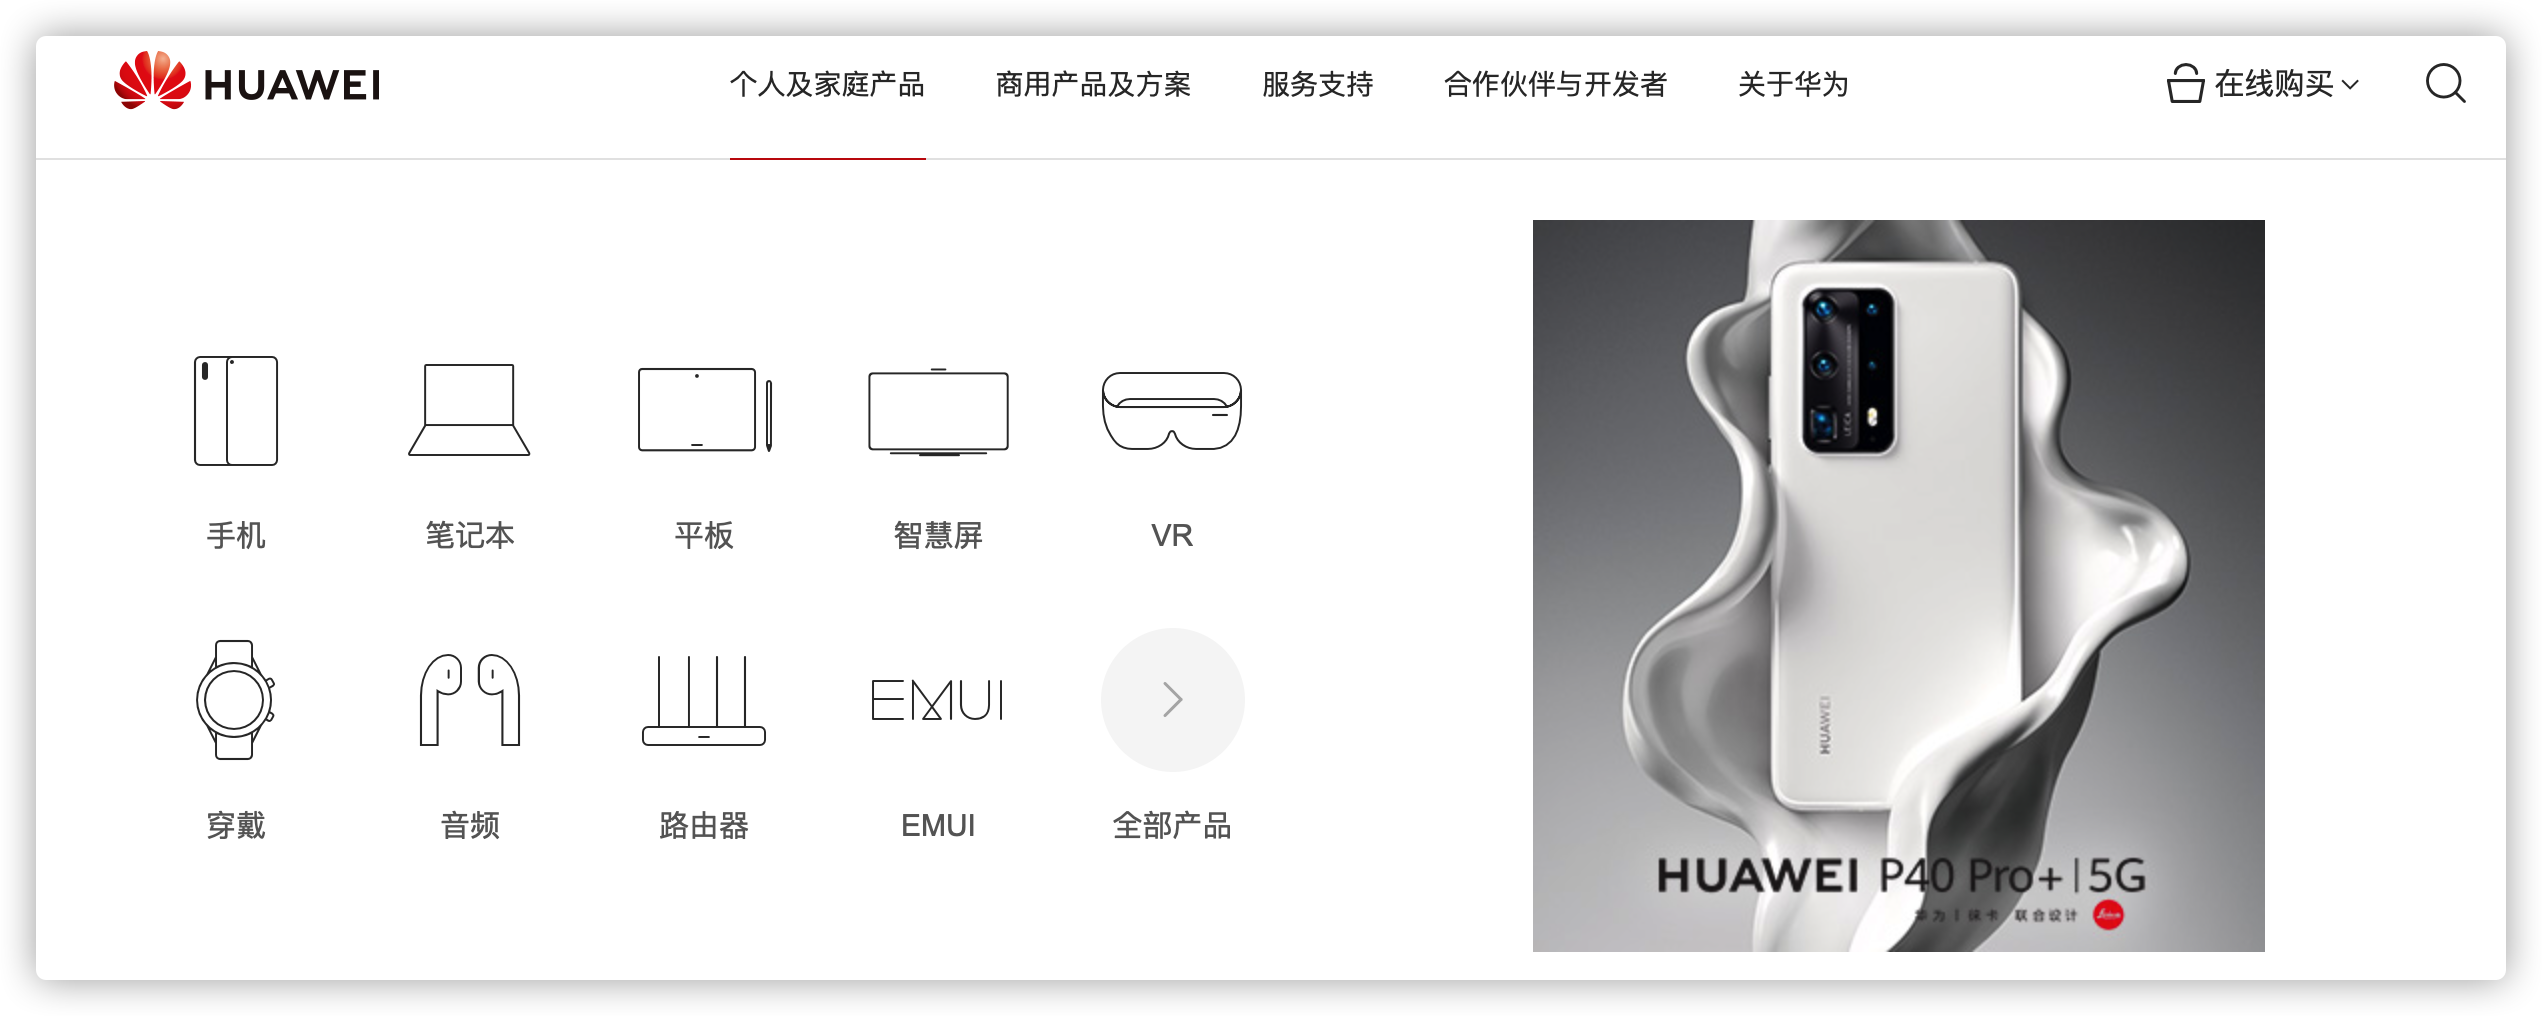 HUAWEI
个人及家庭产品
商用产品及方案
服务支持
合作伙伴与开发者
关于华为
在线购买
手机
笔记本
平板
智慧屏
VR
EMUI
穿戴
音频
路由器
EMUI
全部产品
LEICA
HUAWEI
HUAWEI P40 Pro+ | 5G
华为 | 徕卡 联合设计
Leica